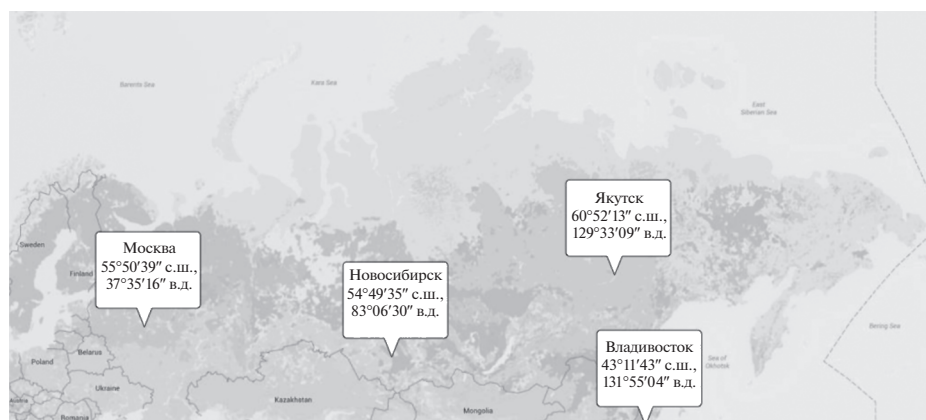 Barents Sea
Kara Sea
East
Siberian Sea
Якутск
60°52′13″ с.ш.,
129°33′09″ в.д.
Sweden
Finland
Москва
55°50′39″ с.ш.,
37°35′16″ в.д.
Новосибирск
54°49′35″ с.ш.,
83°06′30″ в.д.
Bering Sea
Владивосток
43°11′43″ с.ш.,
131°55′04″ в.д.
Sea of
Okhotsk
Poland
Belarus
Ukraine
Kazakhstan
Mongolia
Austria
Romania